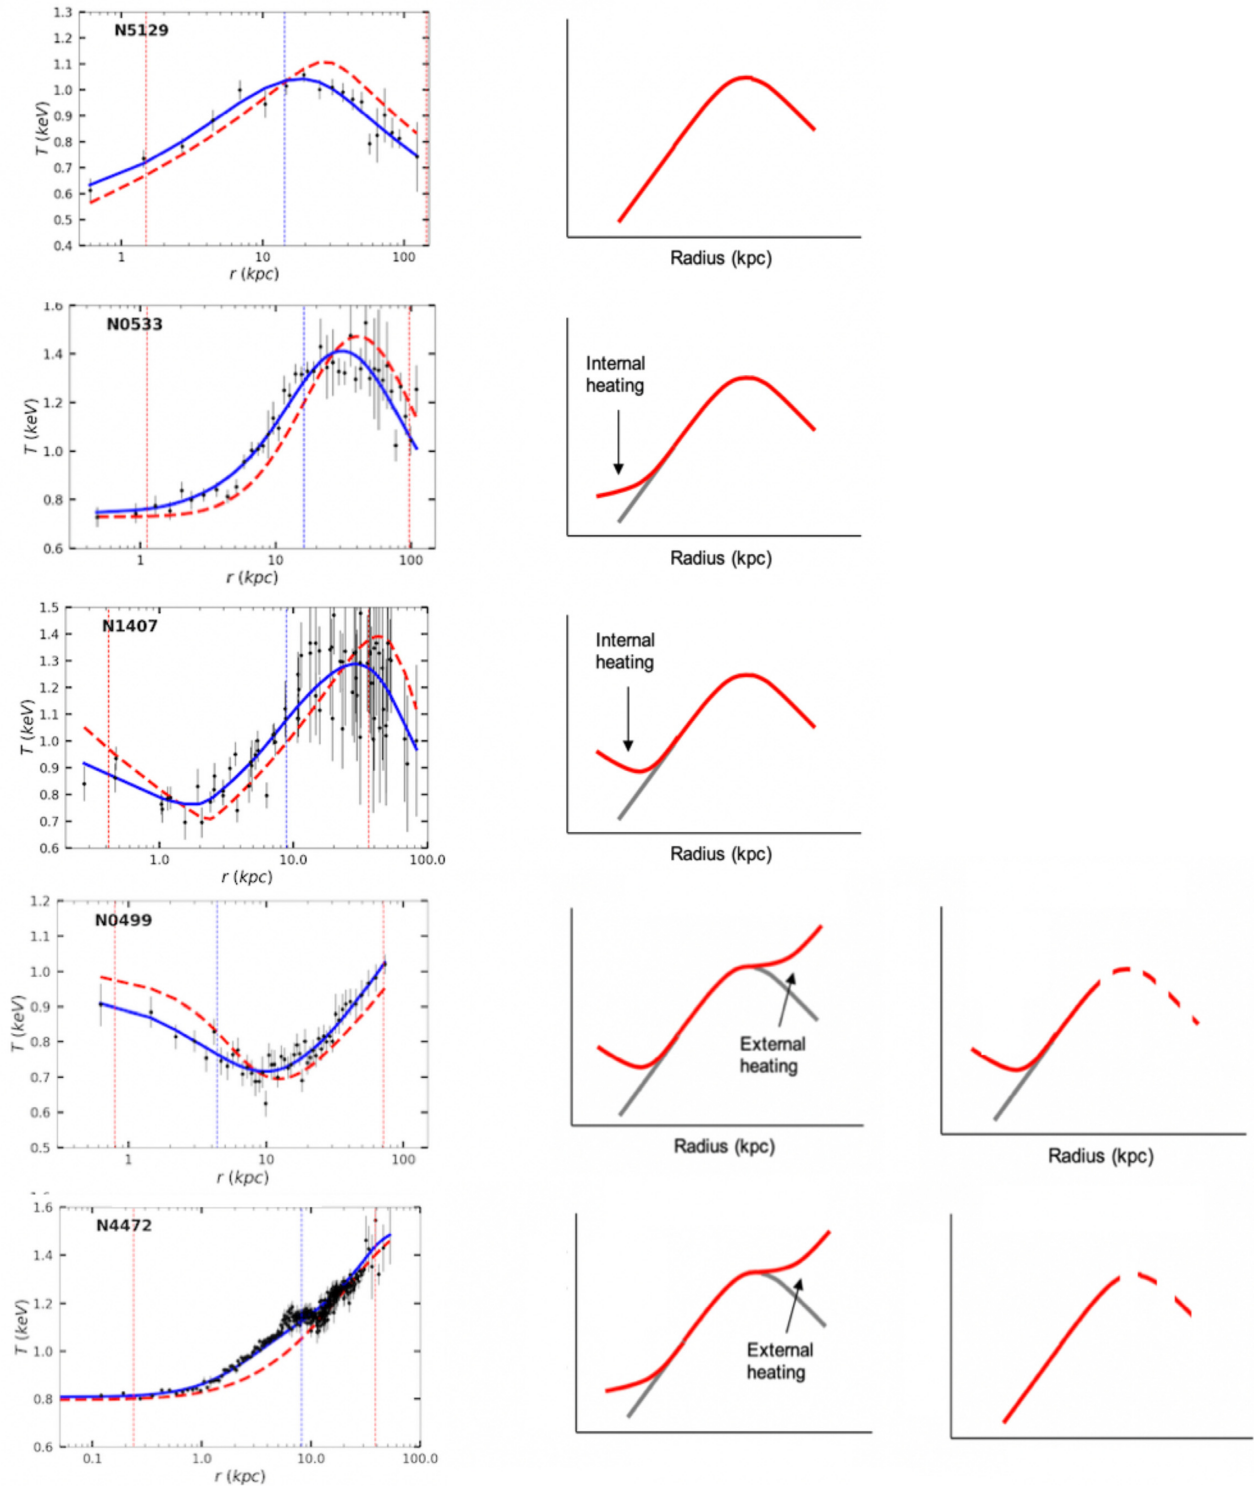 1.3
N5129
1.2
1.1
1.0
0.9
0.8
0.7
0.6
0.5
0.4
T (keV)
1 10 100
r (kpc)
Radius (kpc)
1.6
N0533
1.4
1.2
1.0
0.8
0.6
T (keV)
1 10 100
r (kpc)
Internal
heating
Radius (kpc)
1.5
N1407
1.4
1.3
1.2
1.1
1.0
0.9
0.8
0.7
0.6
T (keV)
1.0 10.0 100.0
r (kpc)
Internal
heating
Radius (kpc)
1.2
N0499
1.1
1.0
0.9
0.8
0.7
0.6
0.5
T (keV)
1 10 100
r (kpc)
External
heating
Radius (kpc)
Radius (kpc)
1.6
N4472
1.4
1.2
1.0
0.8
0.6
T (keV)
0.1 1.0 10.0 100.0
r (kpc)
External
heating